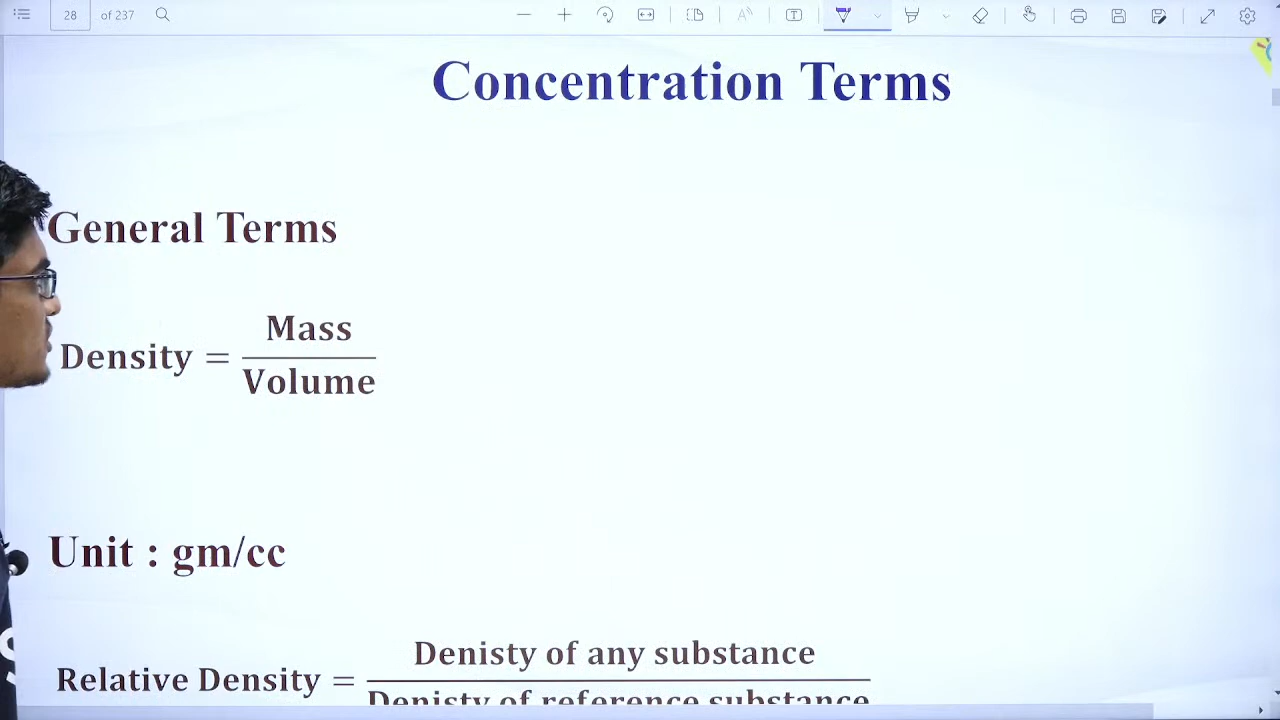 28 of 237
Concentration Terms
General Terms
Density = Mass / Volume
Unit : gm/cc
Relative Density = Denisty of any substance / Denisty of reference substance